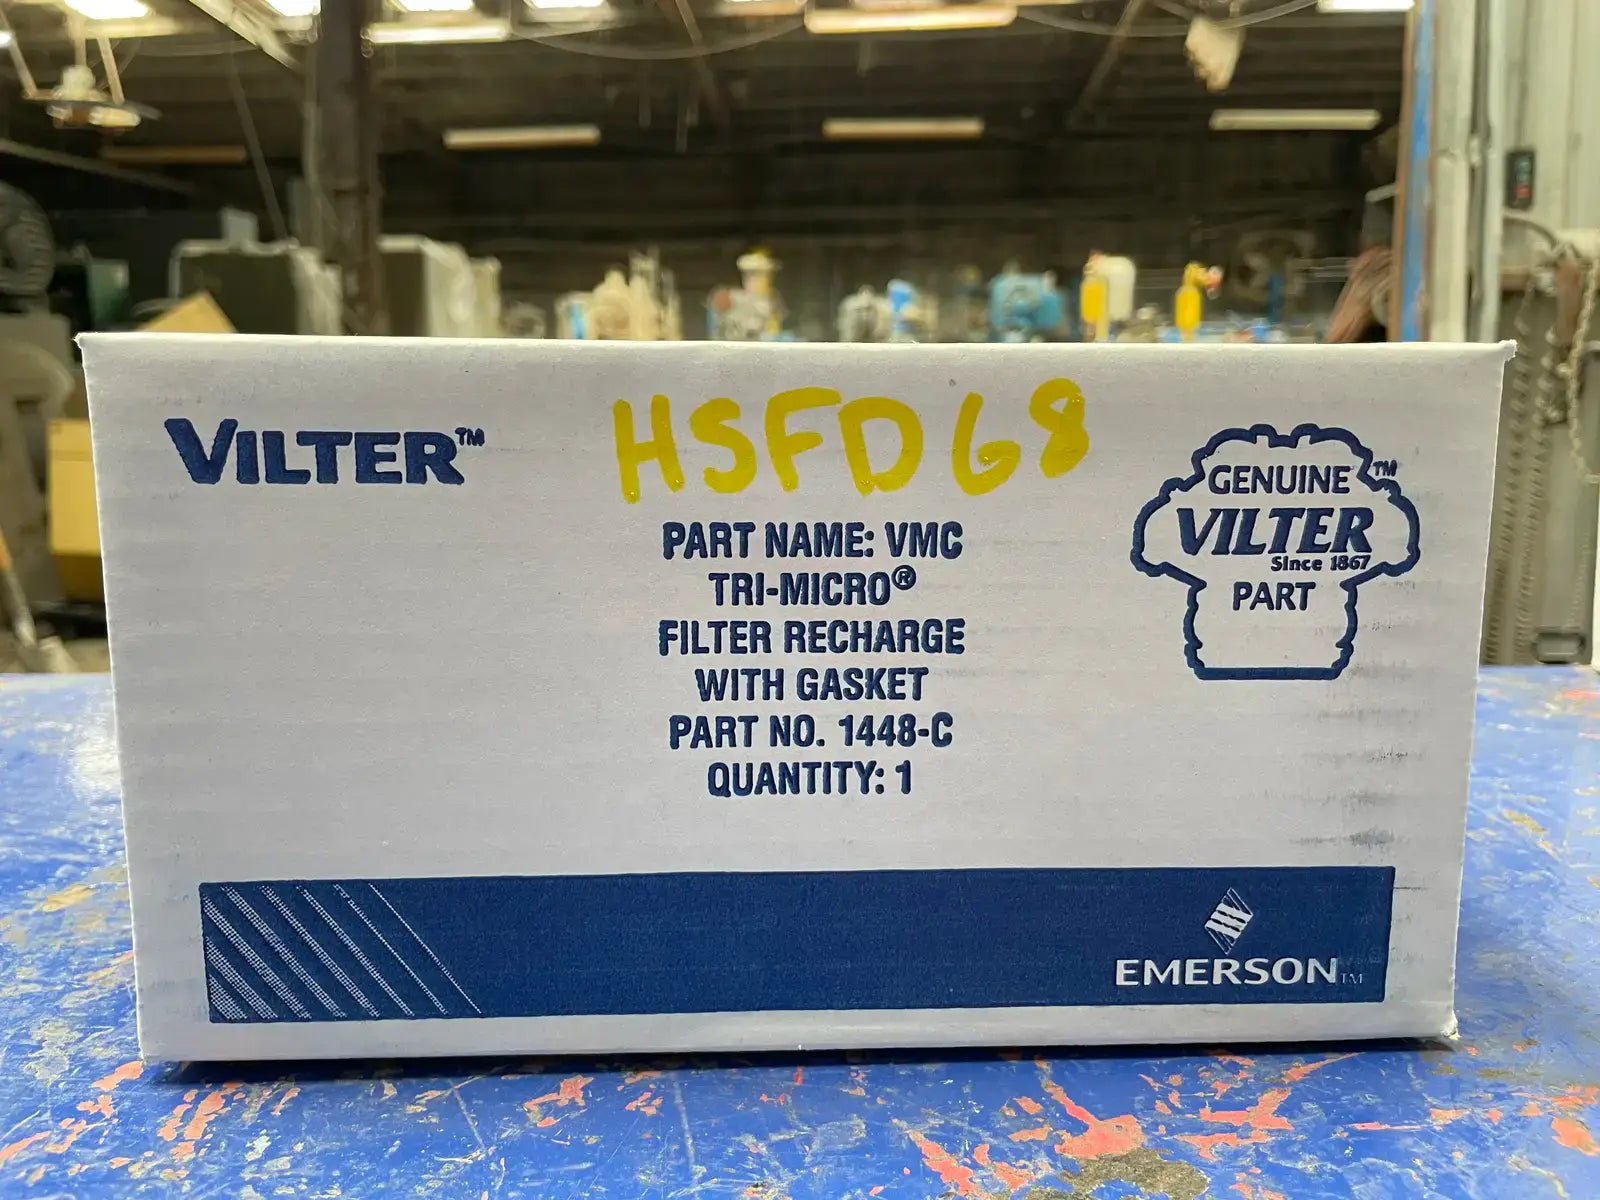 VILTER™
HSFD68
PART NAME: VMC
TRI-MICRO®
FILTER RECHARGE
WITH GASKET
PART NO. 1448-C
QUANTITY: 1
GENUINE™
VILTER
Since 1867
PART
EMERSON™